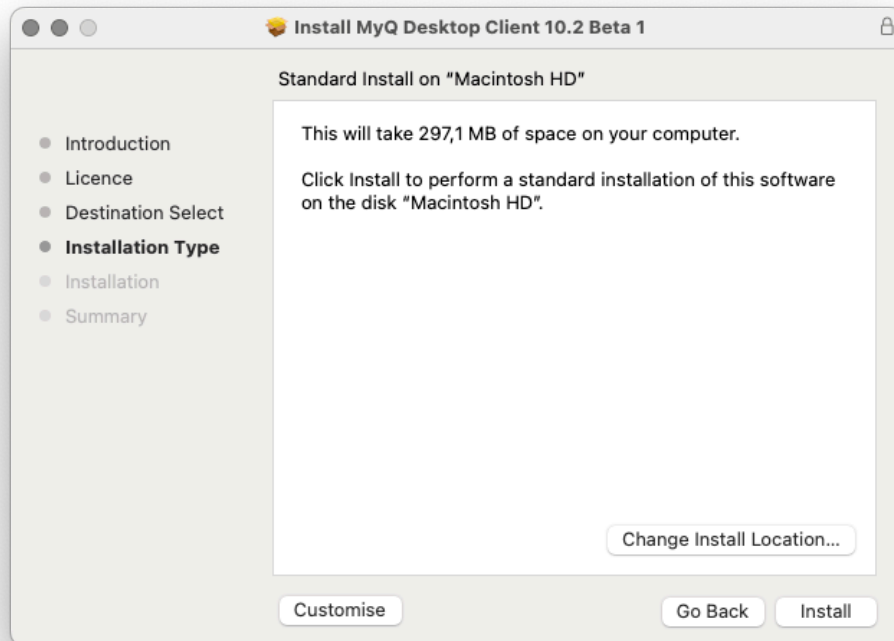 Install MyQ Desktop Client 10.2 Beta 1
Standard Install on “Macintosh HD”
Introduction
Licence
Destination Select
Installation Type
Installation
Summary
This will take 297,1 MB of space on your computer.
Click Install to perform a standard installation of this software
on the disk “Macintosh HD”.
Change Install Location...
Customise
Go Back
Install